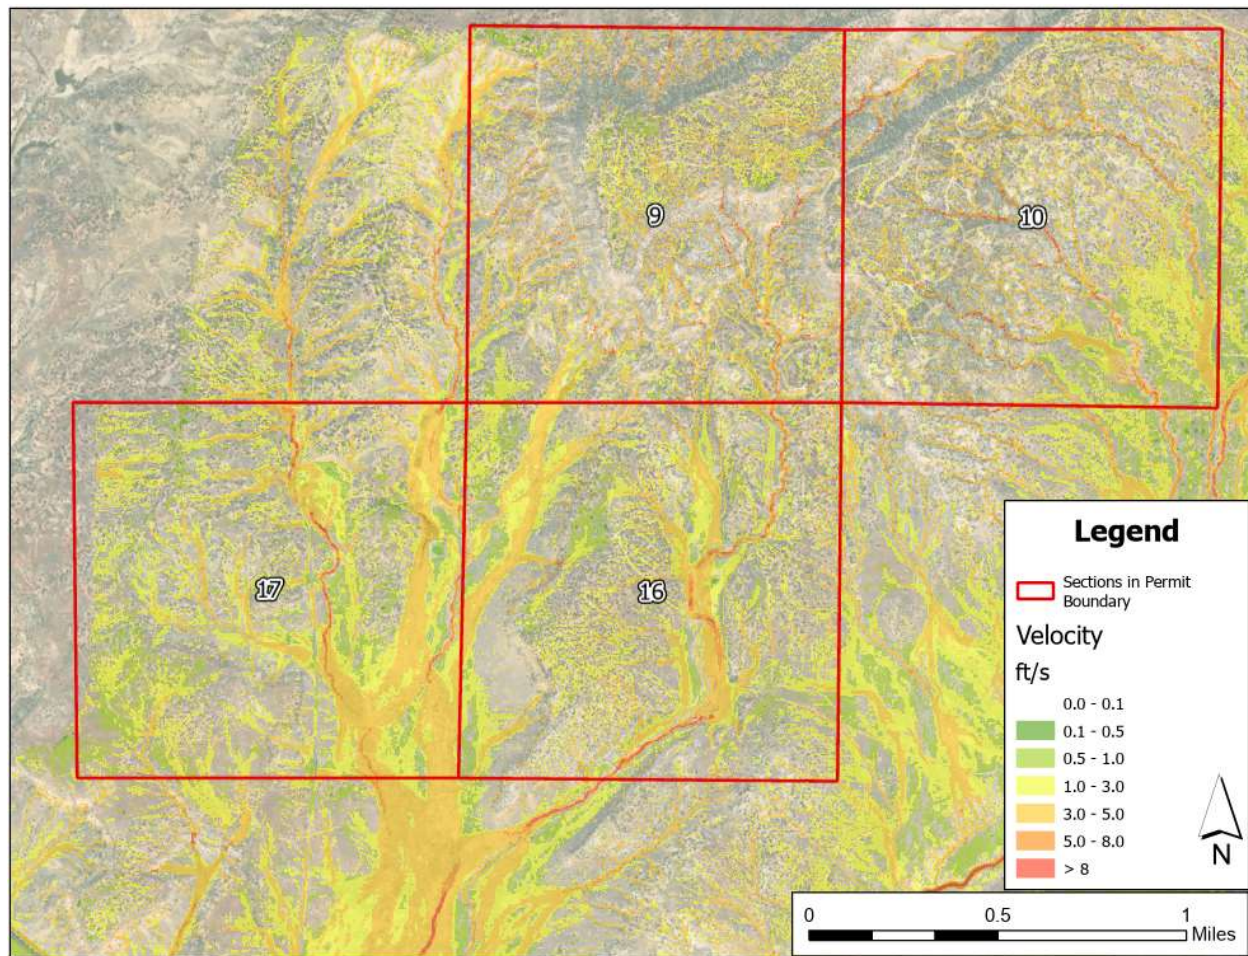 9
10
17
16
Legend
Sections in Permit
Boundary
Velocity
ft/s
0.0 - 0.1
0.1 - 0.5
0.5 - 1.0
1.0 - 3.0
3.0 - 5.0
5.0 - 8.0
> 8
N
0 0.5 1
Miles